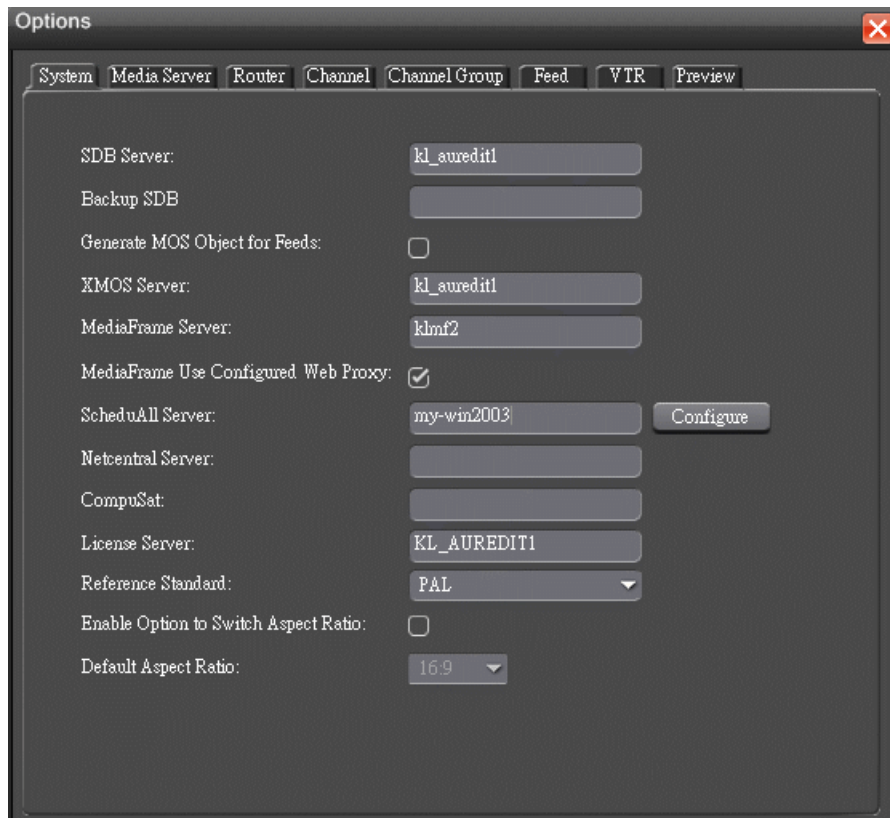 Options
System Media Server Router Channel Channel Group Feed VTR Preview
SDB Server: kl_auredit1
Backup SDB
Generate MOS Object for Feeds:
XMOS Server: kl_auredit1
MediaFrame Server: klmf2
MediaFrame Use Configured Web Proxy:
ScheduAll Server: my-win2003 Configure
Netcentral Server:
CompuSat:
License Server: KL_AUREDIT1
Reference Standard: PAL
Enable Option to Switch Aspect Ratio:
Default Aspect Ratio: 16:9